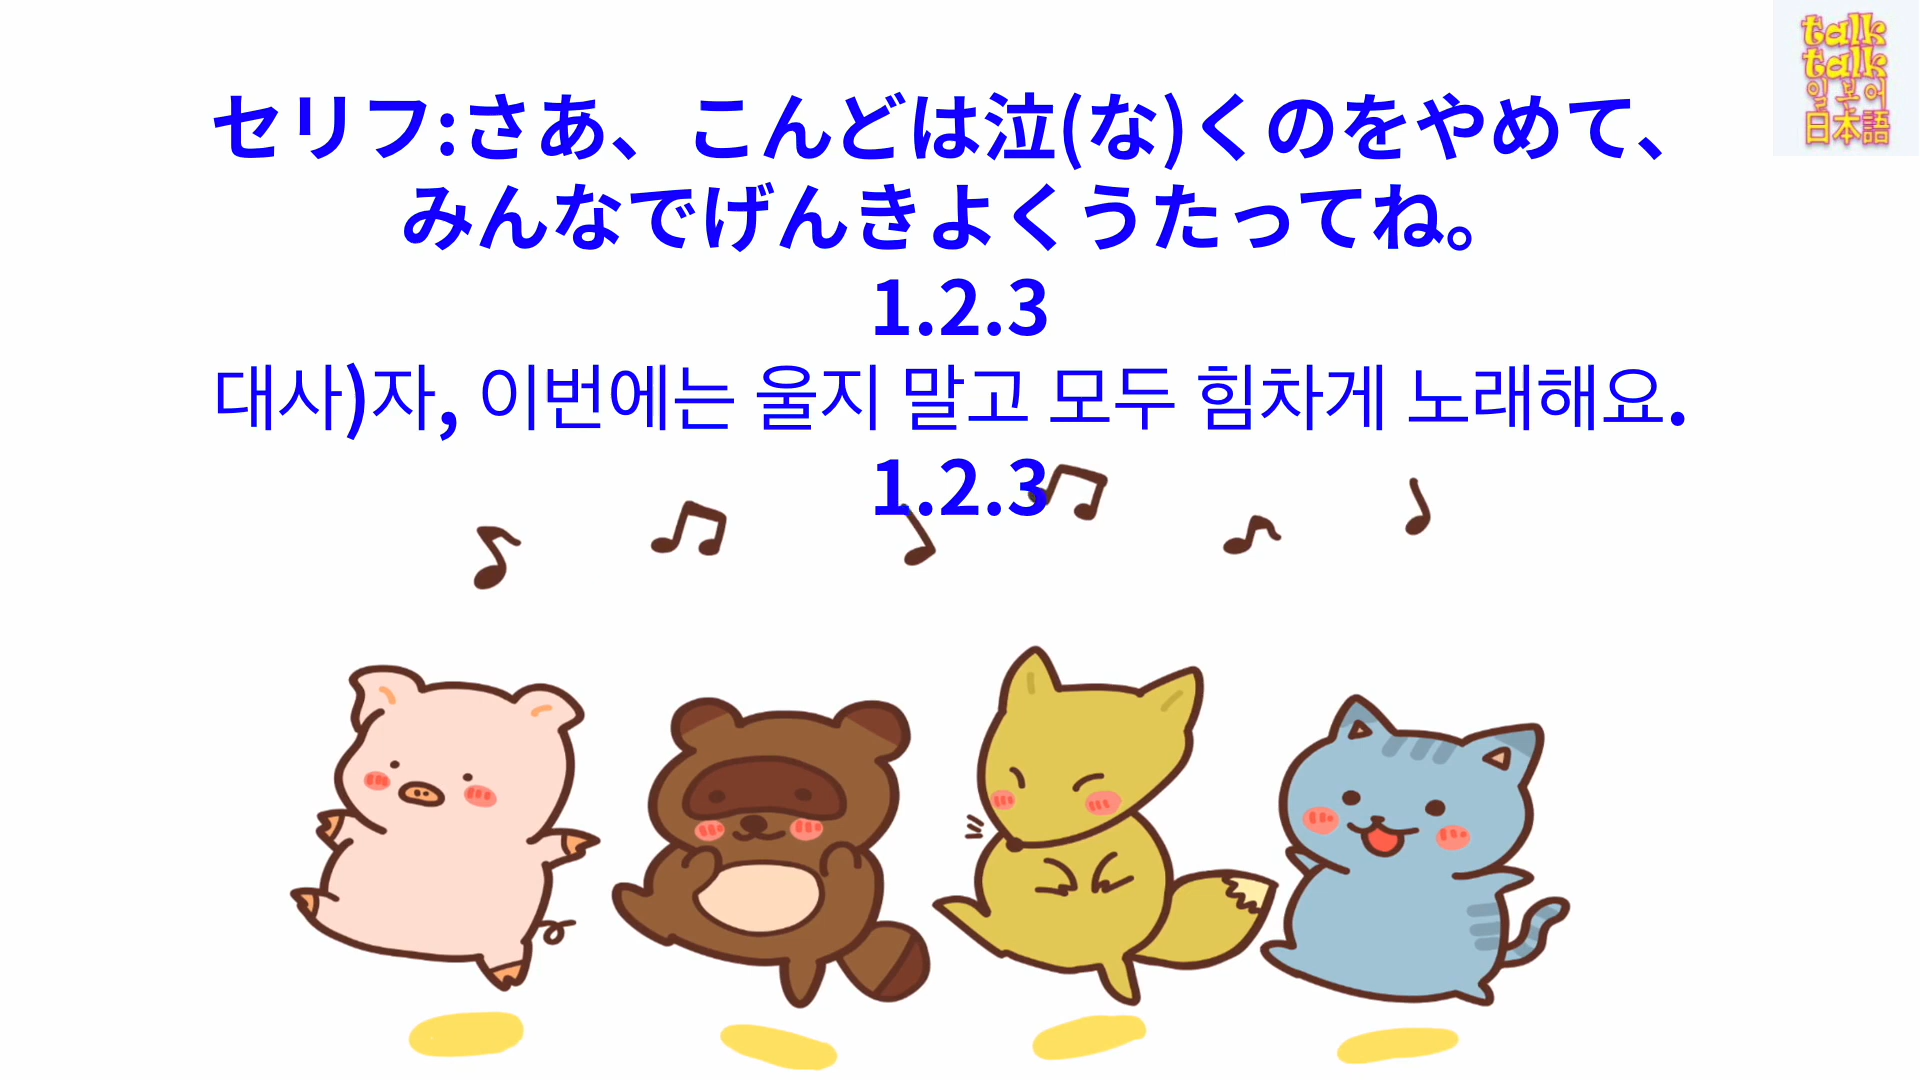 セリフ:さあ、こんどは泣(な)くのをやめて、
みんなでげんきよくうたってね。
1.2.3
대사)자, 이번에는 울지 말고 모두 힘차게 노래해요.
1.2.3
talk
talk
일본어
日本語